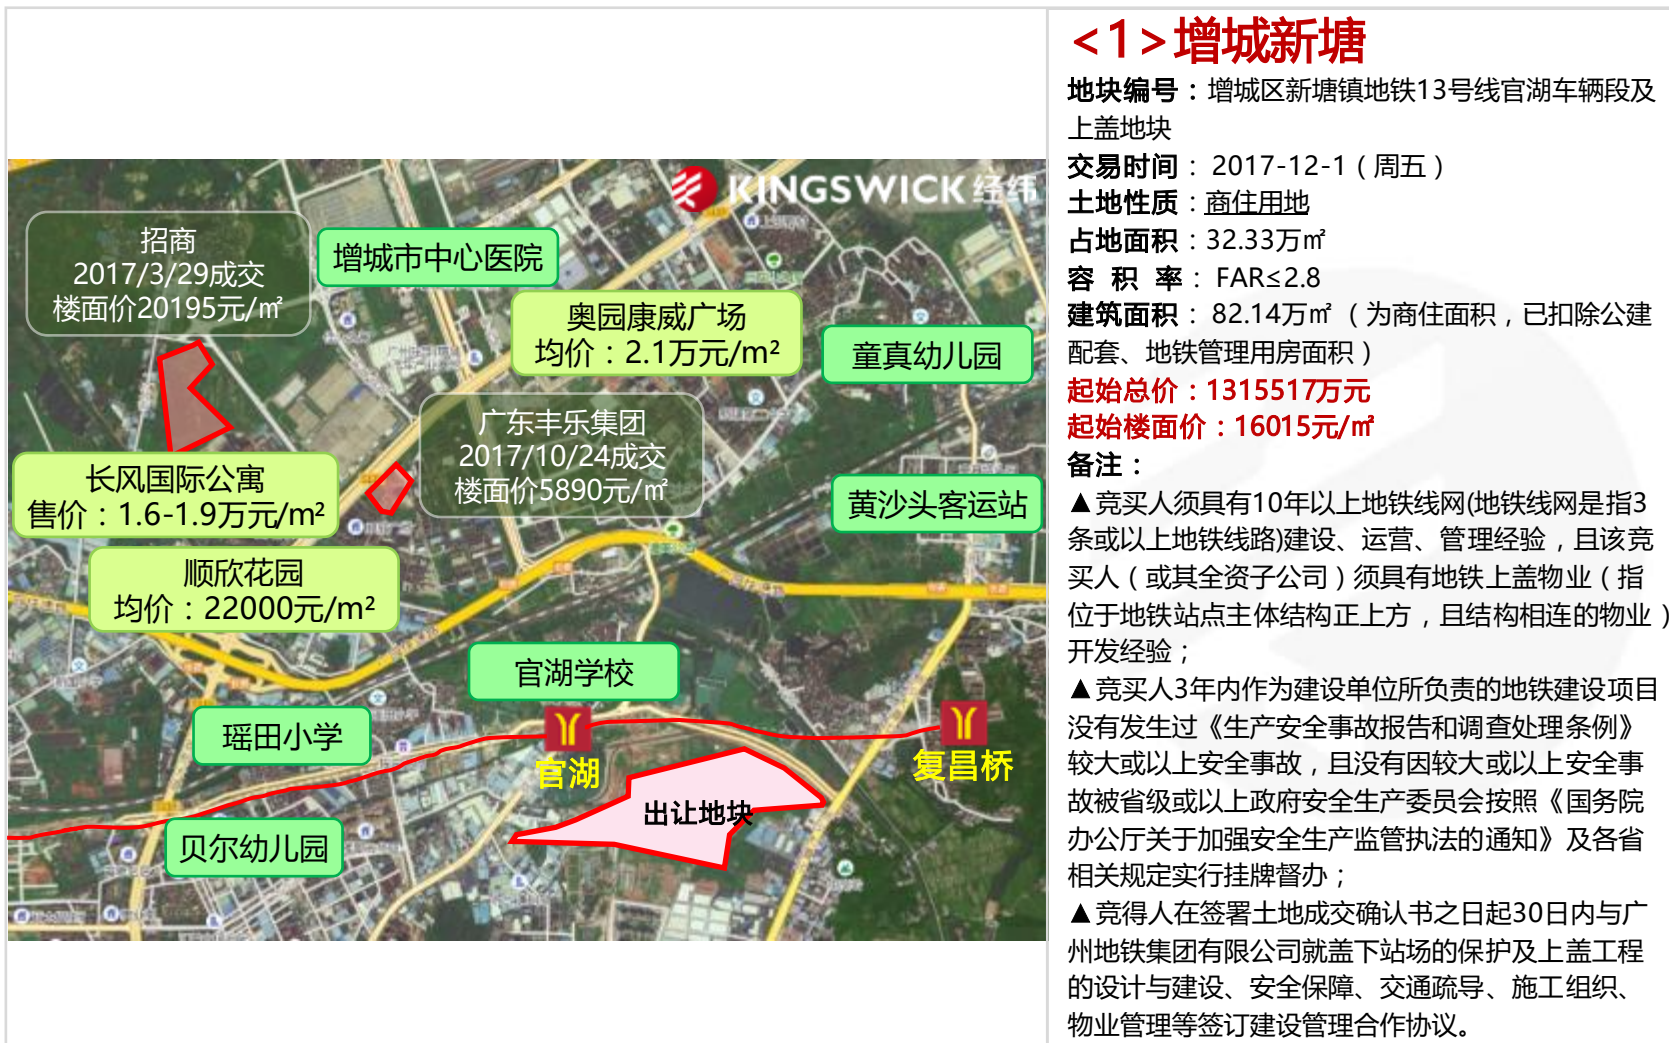 <1>增城新塘
地块编号：增城区新塘镇地铁13号线官湖车辆段及
上盖地块
交易时间： 2017-12-1（周五）
土地性质：商住用地
占地面积：32.33万㎡
容 积 率： FAR≤2.8
建筑面积： 82.14万㎡ （为商住面积，已扣除公建
配套、地铁管理用房面积）
起始总价：1315517万元
起始楼面价：16015元/㎡
备注：
▲竞买人须具有10年以上地铁线网(地铁线网是指3
条或以上地铁线路)建设、运营、管理经验，且该竞
买人（或其全资子公司）须具有地铁上盖物业（指
位于地铁站点主体结构正上方，且结构相连的物业）
开发经验；
▲竞买人3年内作为建设单位所负责的地铁建设项目
没有发生过《生产安全事故报告和调查处理条例》
较大或以上安全事故，且没有因较大或以上安全事
故被省级或以上政府安全生产委员会按照《国务院
办公厅关于加强安全生产监管执法的通知》及各省
相关规定实行挂牌督办；
▲竞得人在签署土地成交确认书之日起30日内与广
州地铁集团有限公司就盖下站场的保护及上盖工程
的设计与建设、安全保障、交通疏导、施工组织、
物业管理等签订建设管理合作协议。
KINGSWICK 经纬
招商
2017/3/29成交
楼面价20195元/㎡
增城市中心医院
奥园康威广场
均价：2.1万元/m²
童真幼儿园
广东丰乐集团
2017/10/24成交
楼面价5890元/㎡
长风国际公寓
售价：1.6-1.9万元/m²
黄沙头客运站
顺欣花园
均价：22000元/m²
官湖学校
瑶田小学
官湖
复昌桥
出让地块
贝尔幼儿园